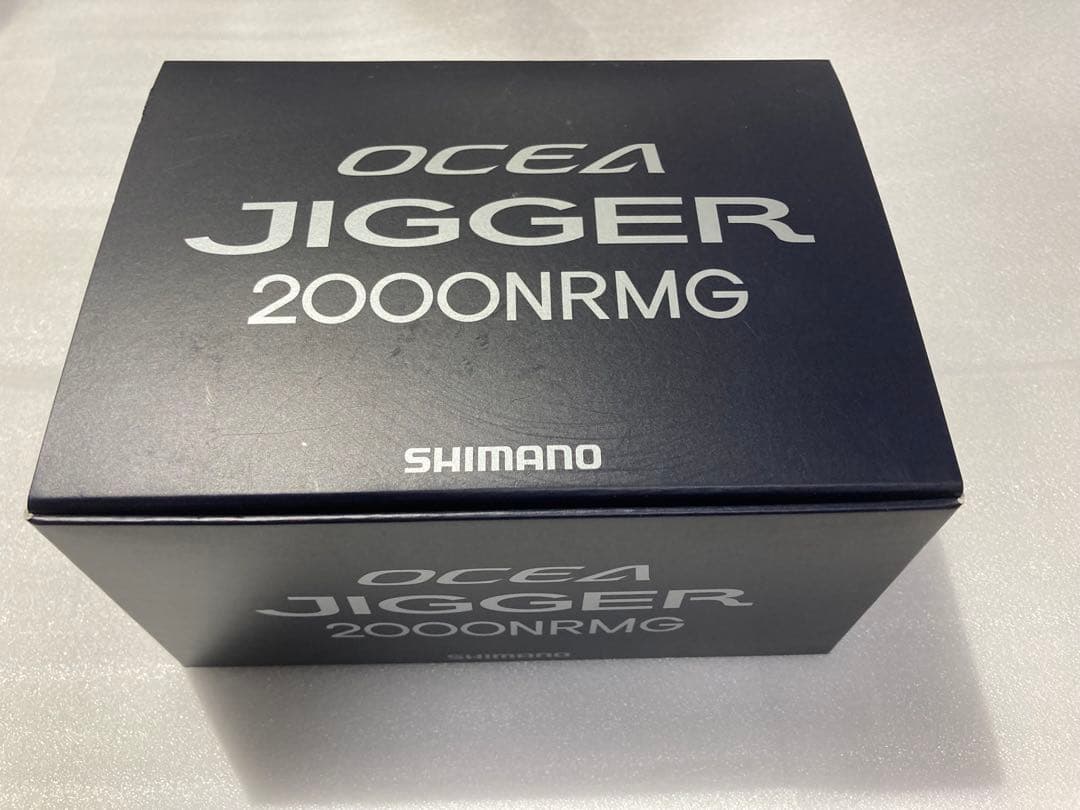 OCEA
JIGGER
2000NRMG
SHIMANO
OCEA
JIGGER
2000NRMG
SHIMANO